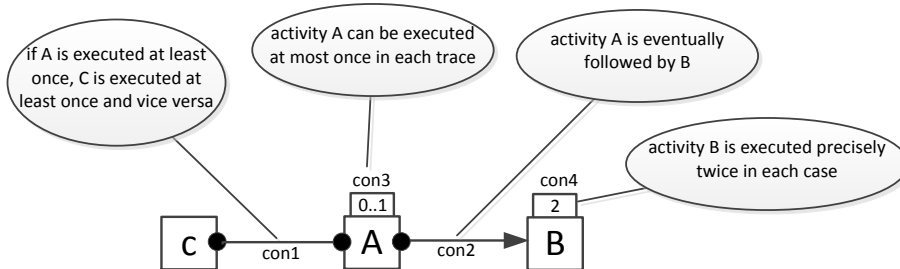 if A is executed at least
once, C is executed at
least once and vice versa
activity A can be executed
at most once in each trace
activity A is eventually
followed by B
activity B is executed precisely
twice in each case
con3
con4
0..1
2
c
A
B
con1
con2